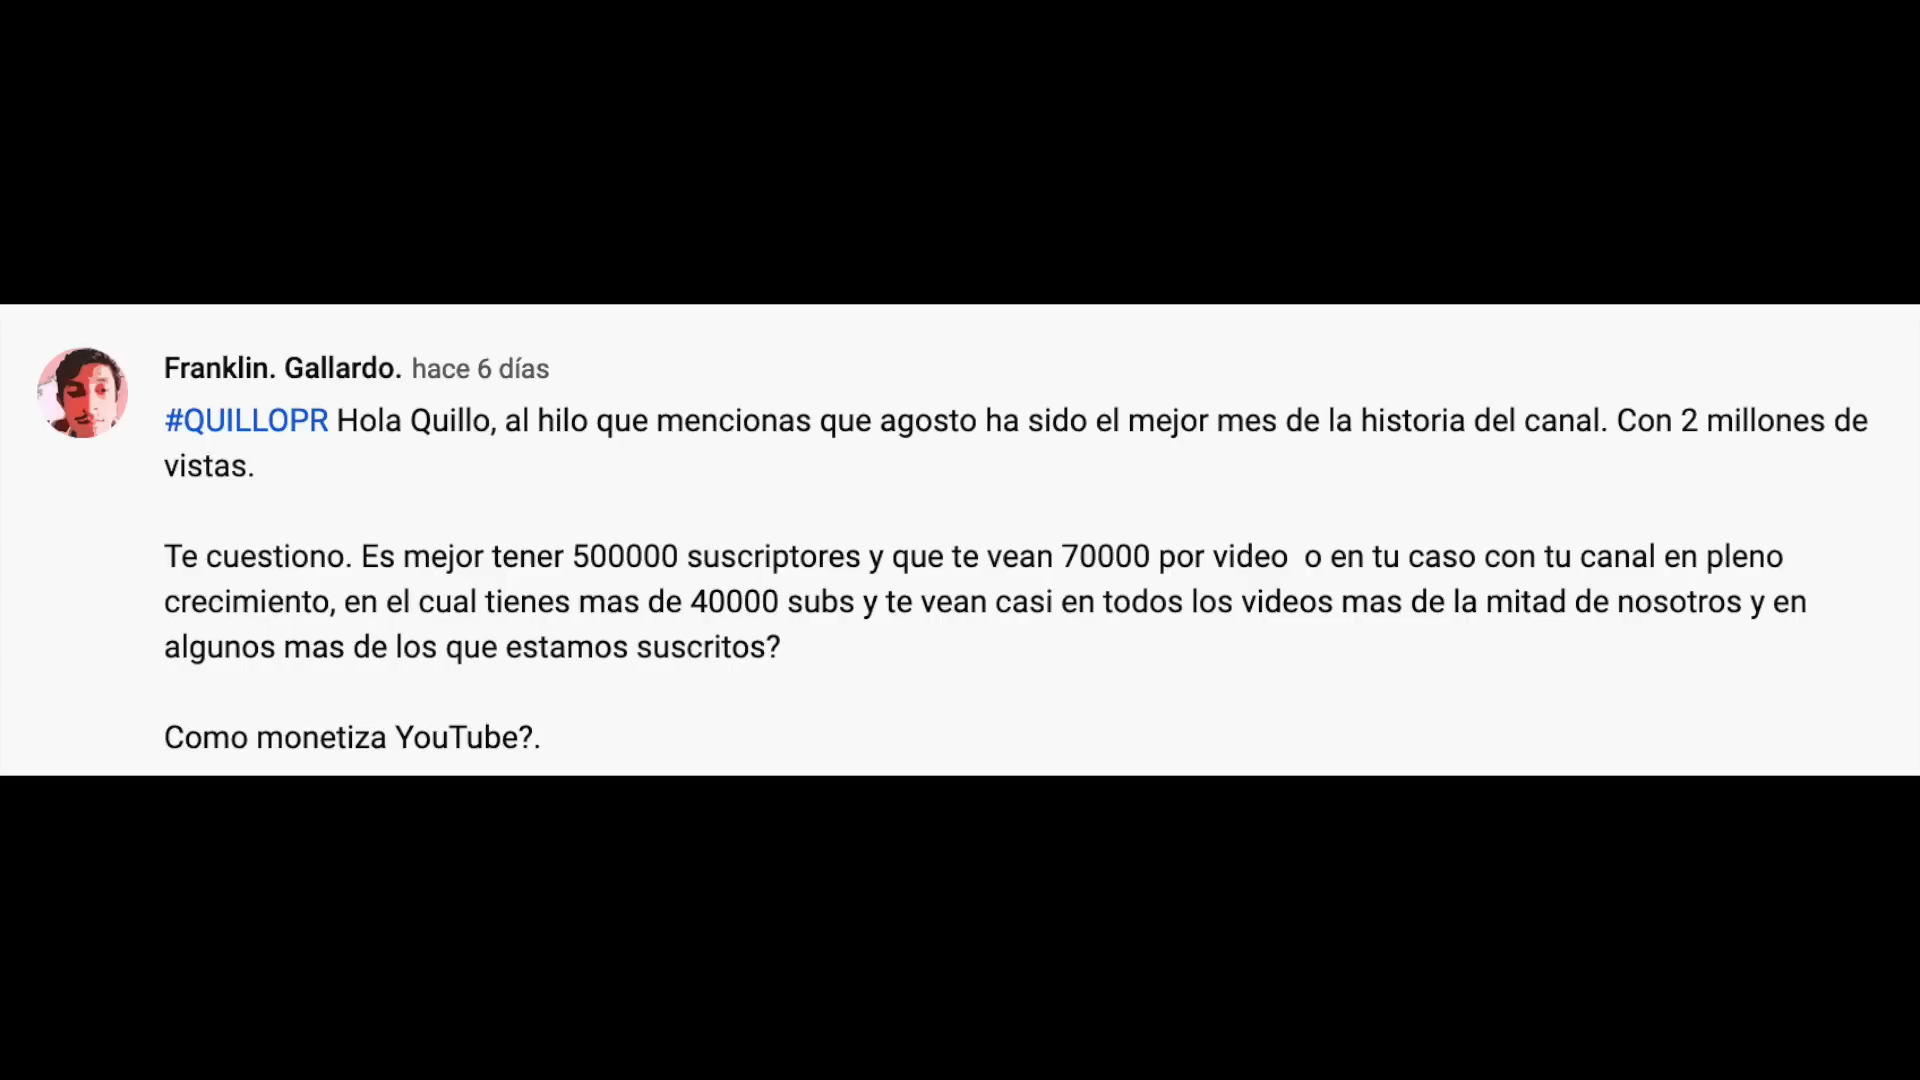 Franklin. Gallardo. hace 6 días
#QUILLOPR Hola Quillo, al hilo que mencionas que agosto ha sido el mejor mes de la historia del canal. Con 2 millones de
vistas.
Te cuestiono. Es mejor tener 500000 suscriptores y que te vean 70000 por video  o en tu caso con tu canal en pleno
crecimiento, en el cual tienes mas de 40000 subs y te vean casi en todos los videos mas de la mitad de nosotros y en
algunos mas de los que estamos suscritos?
Como monetiza YouTube?.